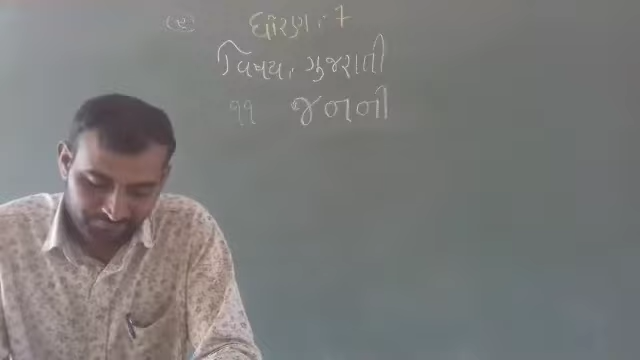 ધોરણ : 7
વિષય : ગુજરાતી
૧૧ જનની